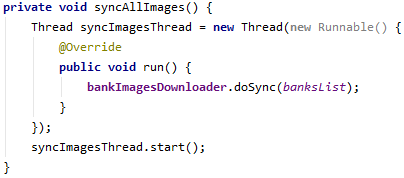 private void syncAllImages() {
    Thread syncImagesThread = new Thread(new Runnable() {
        @Override
        public void run() {
            bankImagesDownloader.doSync(banksList);
        }
    });
    syncImagesThread.start();
}